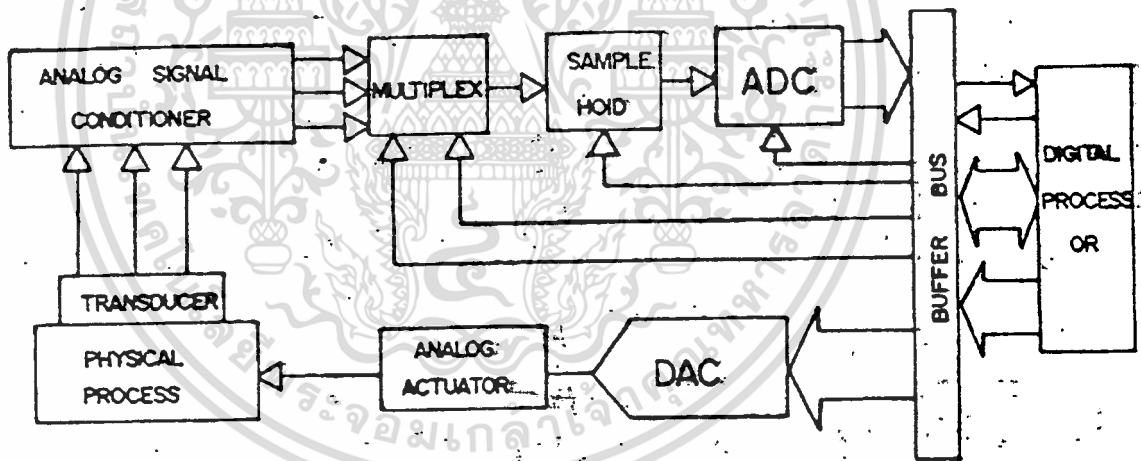 ANALOG SIGNAL
CONDITIONER
MULTIPLEX
SAMPLE
HOID
ADC
BUFFER BUS
DIGITAL
PROCESS
OR
TRANSDUCER
PHYSICAL
PROCESS
ANALOG
ACTUATOR
DAC